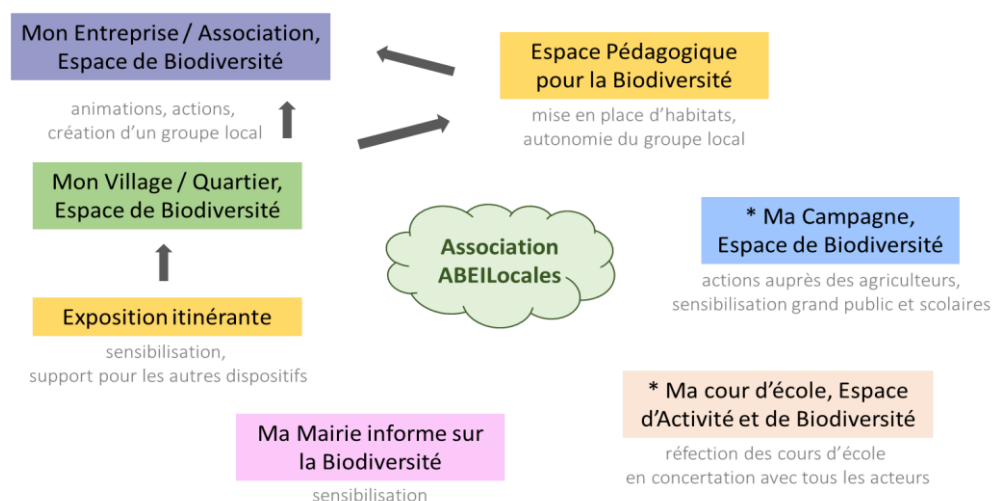 Mon Entreprise / Association,
Espace de Biodiversité
animations, actions,
création d’un groupe local
Espace Pédagogique
pour la Biodiversité
mise en place d’habitats,
autonomie du groupe local
Mon Village / Quartier,
Espace de Biodiversité
Association
ABEILocales
* Ma Campagne,
Espace de Biodiversité
actions auprès des agriculteurs,
sensibilisation grand public et scolaires
Exposition itinérante
sensibilisation,
support pour les autres dispositifs
* Ma cour d’école, Espace
d’Activité et de Biodiversité
réfection des cours d’école
en concertation avec tous les acteurs
Ma Mairie informe sur
la Biodiversité
sensibilisation